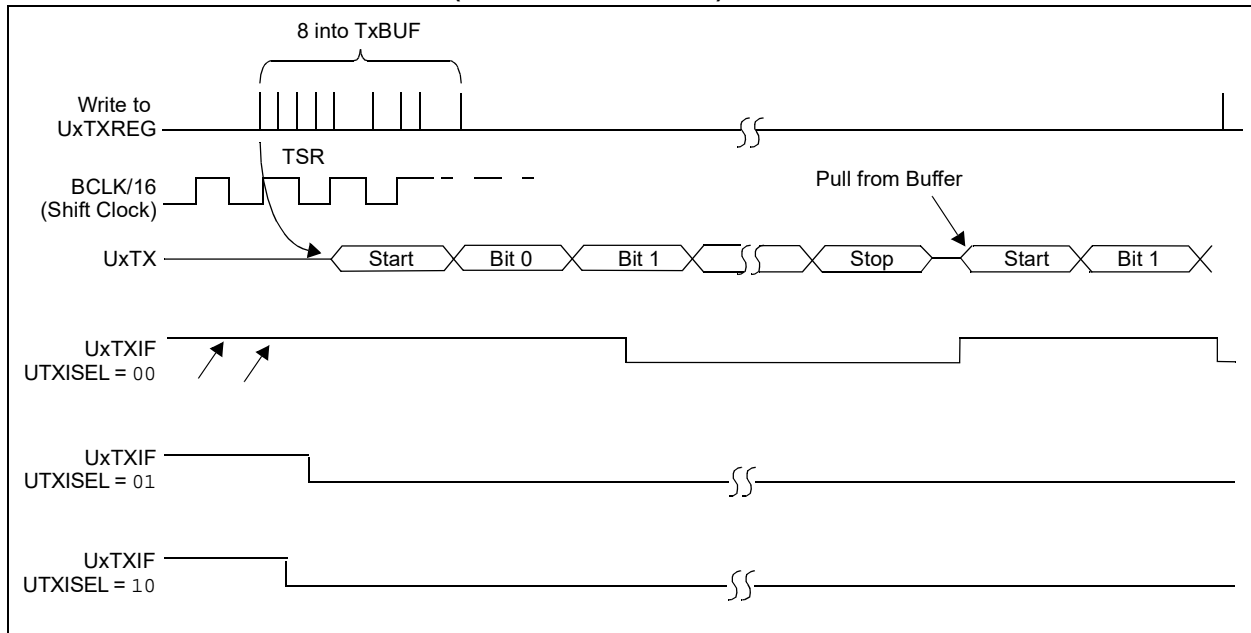 8 into TxBUF
Write to
UxTXREG
TSR
BCLK/16
(Shift Clock)
Pull from Buffer
UxTX
Start
Bit 0
Bit 1
Stop
Start
Bit 1
UxTXIF
UTXISEL = 00
UxTXIF
UTXISEL = 01
UxTXIF
UTXISEL = 10